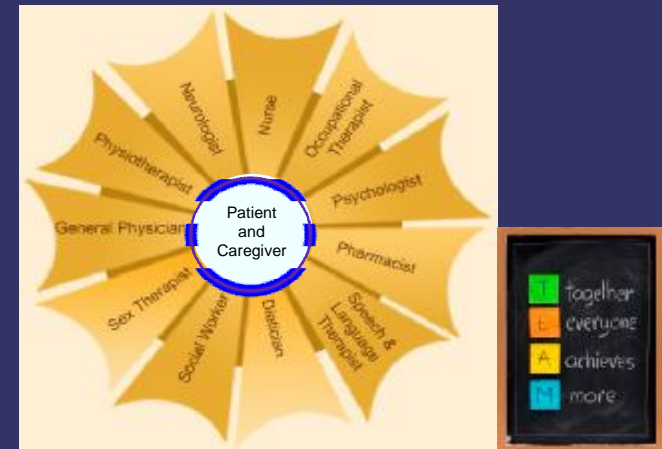 Patient
and
Caregiver
Nurse
Occupational
Therapist
Psychologist
Pharmacist
Speech &
Language
Therapist
Dietician
Social Worker
Sex Therapist
General Physician
Physiotherapist
Neurologist
T together
E everyone
A achieves
M more